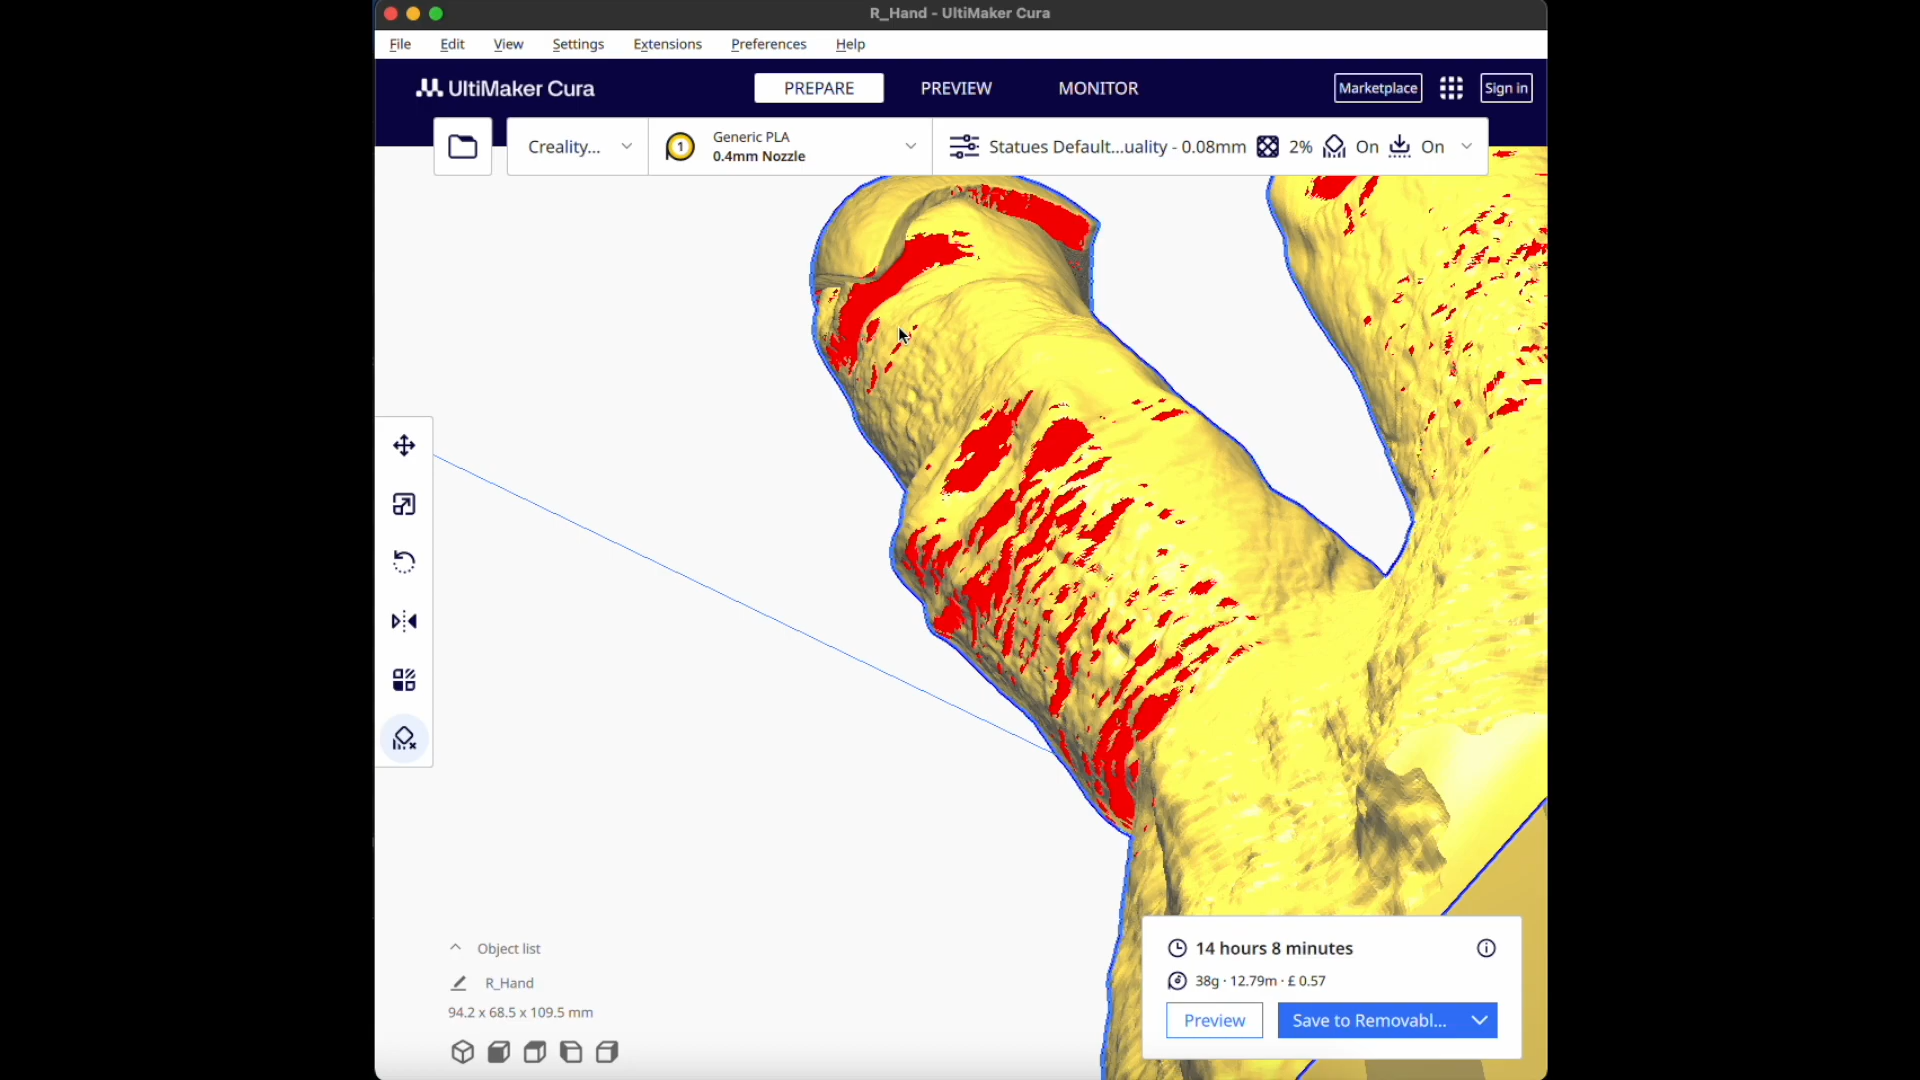 R_Hand - UltiMaker Cura
File Edit View Settings Extensions Preferences Help
UltiMaker Cura PREPARE PREVIEW MONITOR Marketplace Sign in
Creality... 1 Generic PLA
0.4mm Nozzle
Statues Default...uality - 0.08mm 2% On On
Object list
R_Hand
94.2 x 68.5 x 109.5 mm
14 hours 8 minutes
38g · 12.79m · £ 0.57
Preview Save to Removabl...